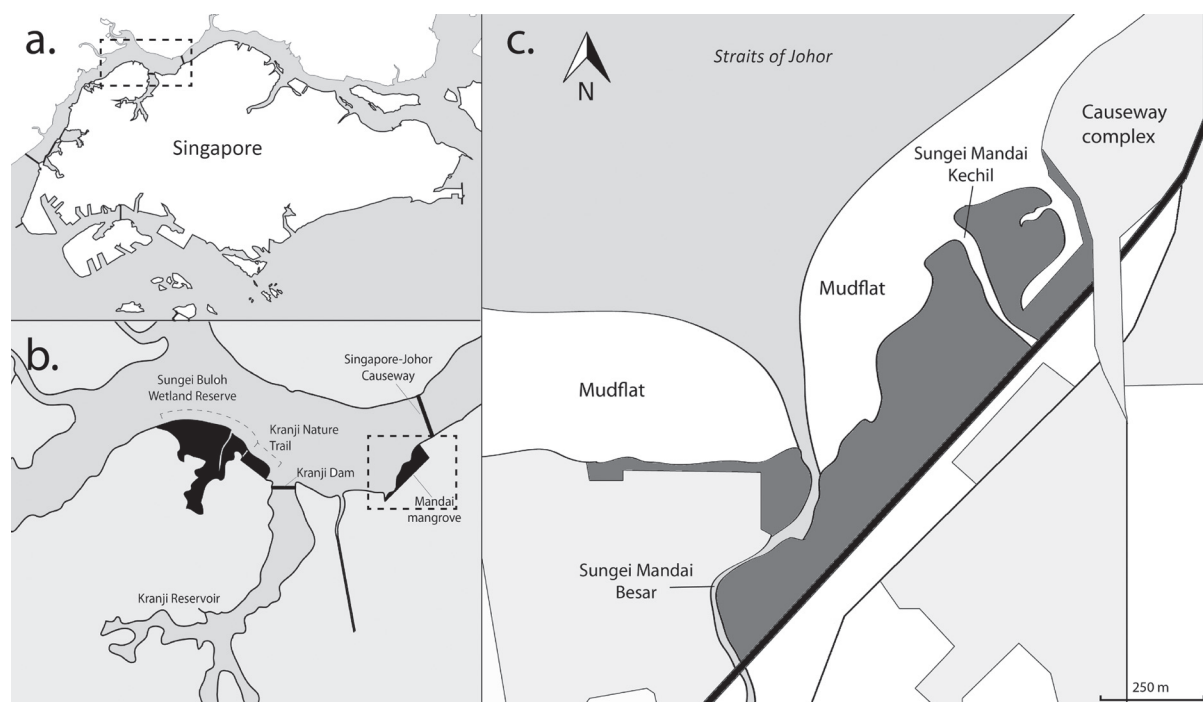 a.
Singapore
b.
Singapore-Johor
Causeway
Sungei Buloh
Wetland Reserve
Kranji Nature
Trail
Kranji Dam
Mandai
mangrove
Kranji Reservoir
c.
N
Straits of Johor
Causeway
complex
Sungei Mandai
Kechil
Mudflat
Mudflat
Sungei Mandai
Besar
250 m